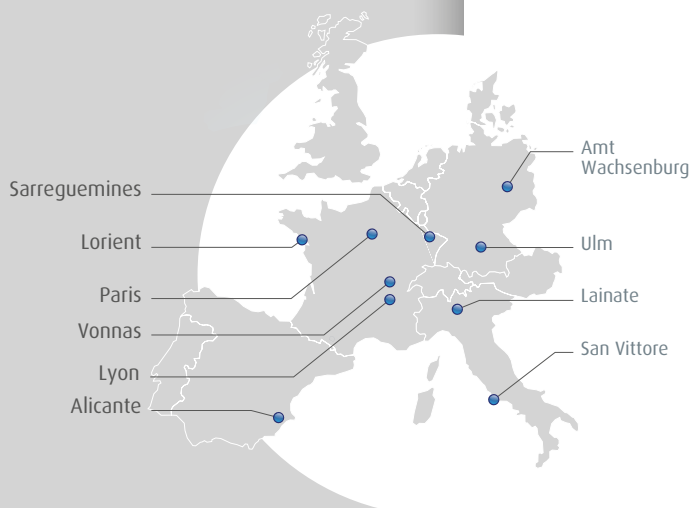 Sarreguemines
Lorient
Paris
Vonnas
Lyon
Alicante
Amt
Wachsenburg
Ulm
Lainate
San Vittore